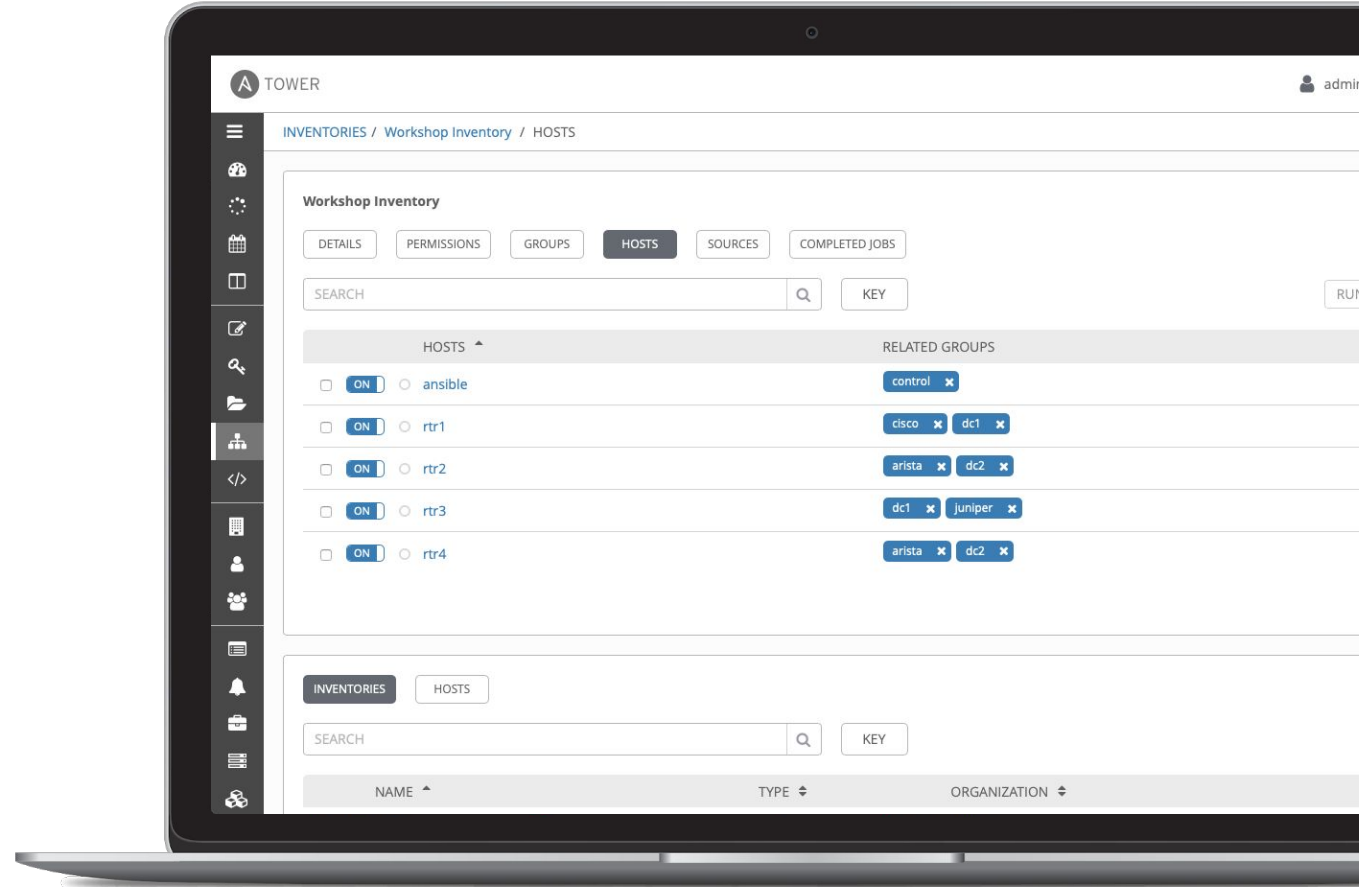 A TOWER
admin
INVENTORIES / Workshop Inventory / HOSTS
Workshop Inventory
DETAILS PERMISSIONS GROUPS HOSTS SOURCES COMPLETED JOBS
SEARCH KEY RUN
HOSTS RELATED GROUPS
ON ansible control
ON rtr1 cisco dc1
ON rtr2 arista dc2
ON rtr3 dc1 juniper
ON rtr4 arista dc2
INVENTORIES HOSTS
SEARCH KEY
NAME TYPE ORGANIZATION